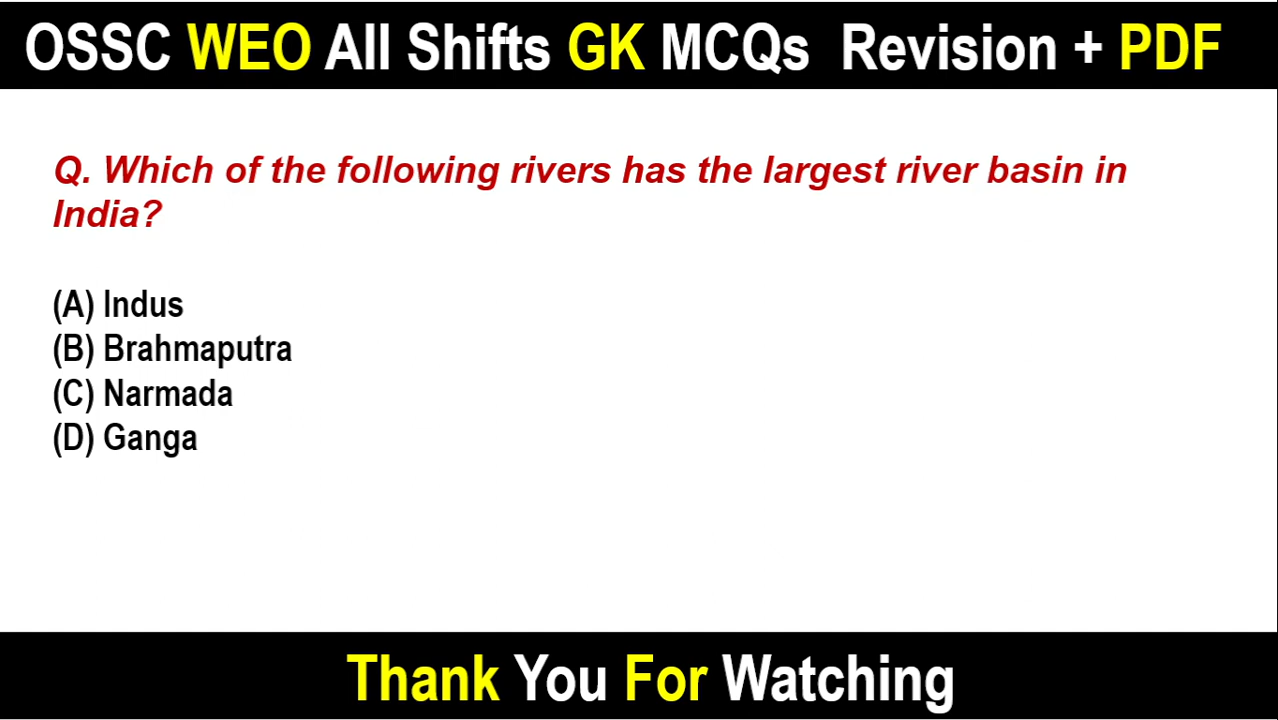 OSSC WEO All Shifts GK MCQs Revision + PDF
Q. Which of the following rivers has the largest river basin in
India?
(A) Indus
(B) Brahmaputra
(C) Narmada
(D) Ganga
Thank You For Watching